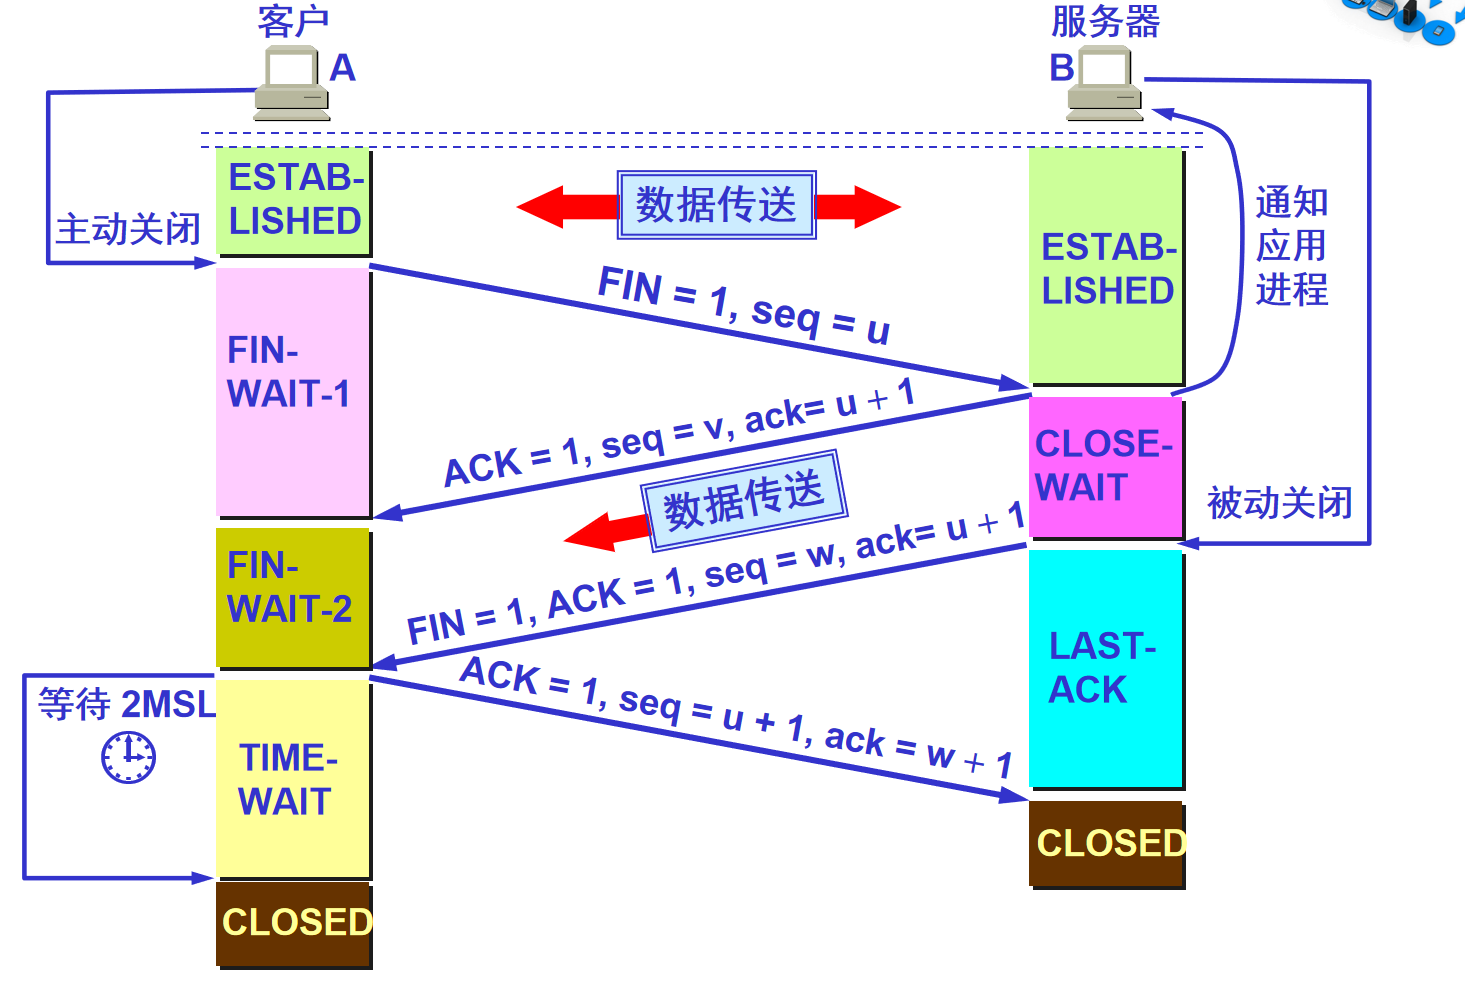 客户
服务器
A
B
ESTAB-
LISHED
数据传送
主动关闭
ESTAB-
LISHED
通知
应用
进程
FIN = 1, seq = u
FIN-
WAIT-1
ACK = 1, seq = v, ack= u + 1
CLOSE-
WAIT
数据传送
被动关闭
FIN-
WAIT-2
FIN = 1, ACK = 1, seq = w, ack= u + 1
LAST-
ACK
ACK = 1, seq = u + 1, ack = w + 1
等待 2MSL
TIME-
WAIT
CLOSED
CLOSED